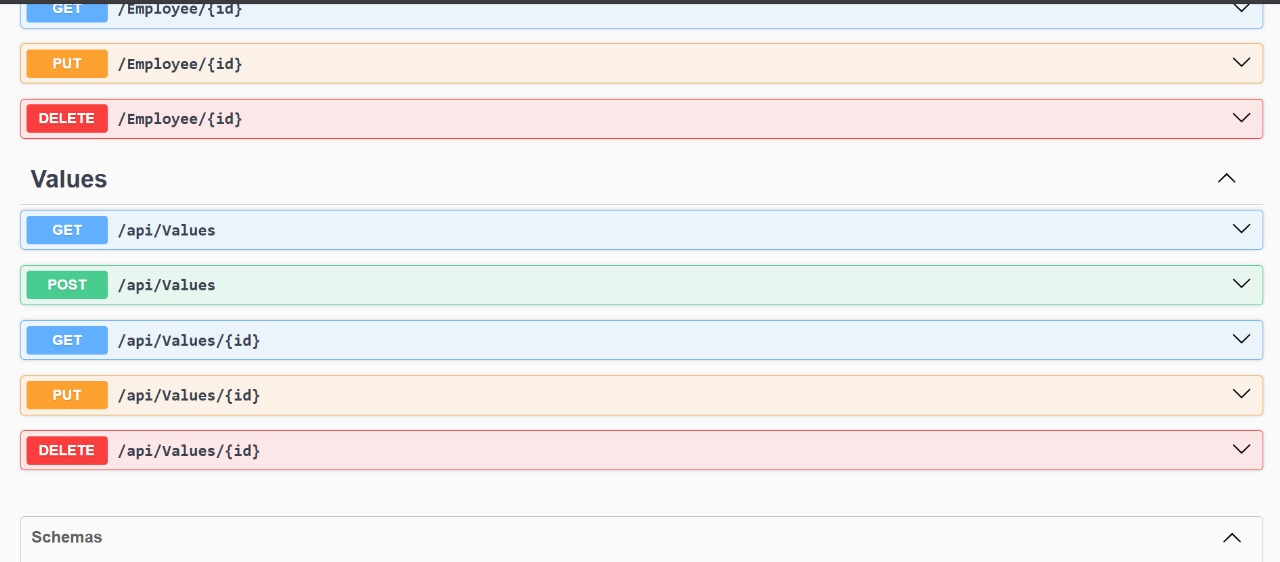 GET /Employee/{id}
PUT /Employee/{id}
DELETE /Employee/{id}
Values
GET /api/Values
POST /api/Values
GET /api/Values/{id}
PUT /api/Values/{id}
DELETE /api/Values/{id}
Schemas